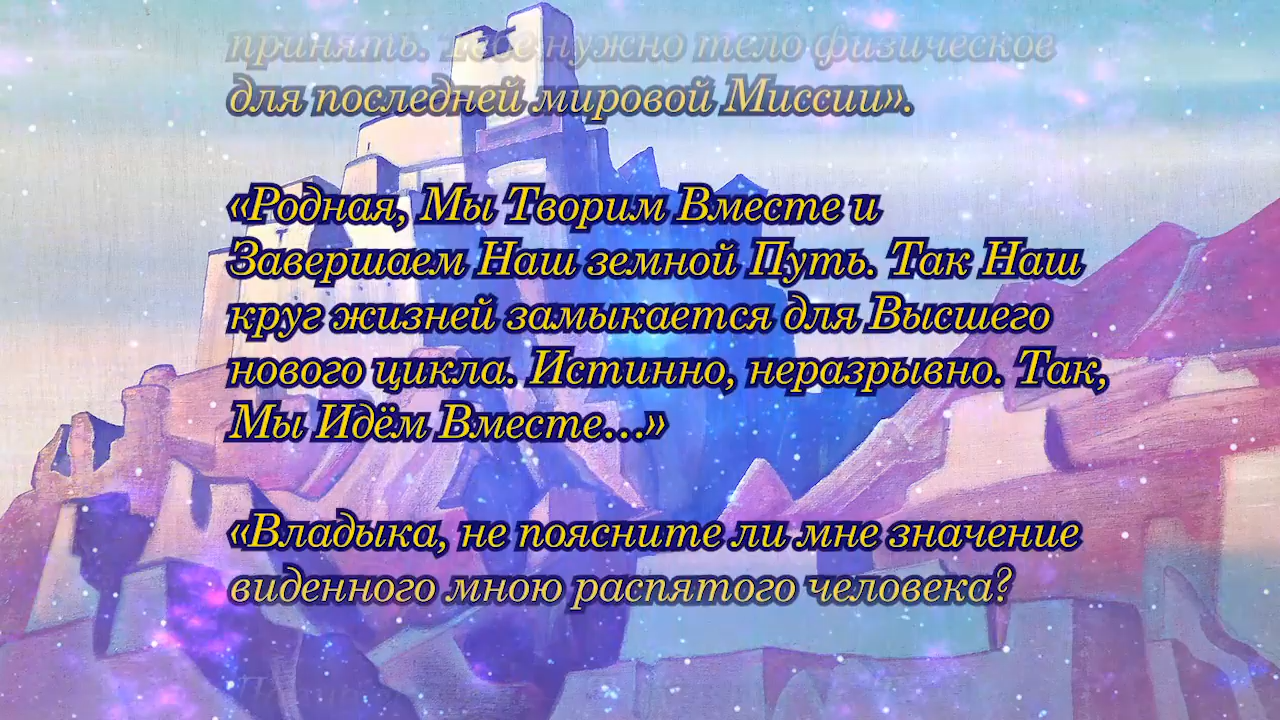 принять. Тебе нужно тело физическое
для последней мировой Миссии».
«Родная, Мы Творим Вместе и
Завершаем Наш земной Путь. Так Наш
круг жизней замыкается для Высшего
нового цикла. Истинно, неразрывно. Так,
Мы Идём Вместе...»
«Владыка, не поясните ли мне значение
виденного мною распятого человека?